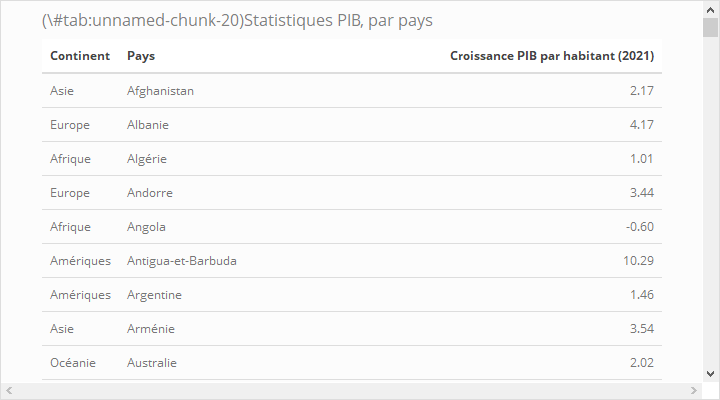 (\#tab:unnamed-chunk-20)Statistiques PIB, par pays
Continent Pays Croissance PIB par habitant (2021)
Asie Afghanistan 2.17
Europe Albanie 4.17
Afrique Algérie 1.01
Europe Andorre 3.44
Afrique Angola -0.60
Amériques Antigua-et-Barbuda 10.29
Amériques Argentine 1.46
Asie Arménie 3.54
Océanie Australie 2.02